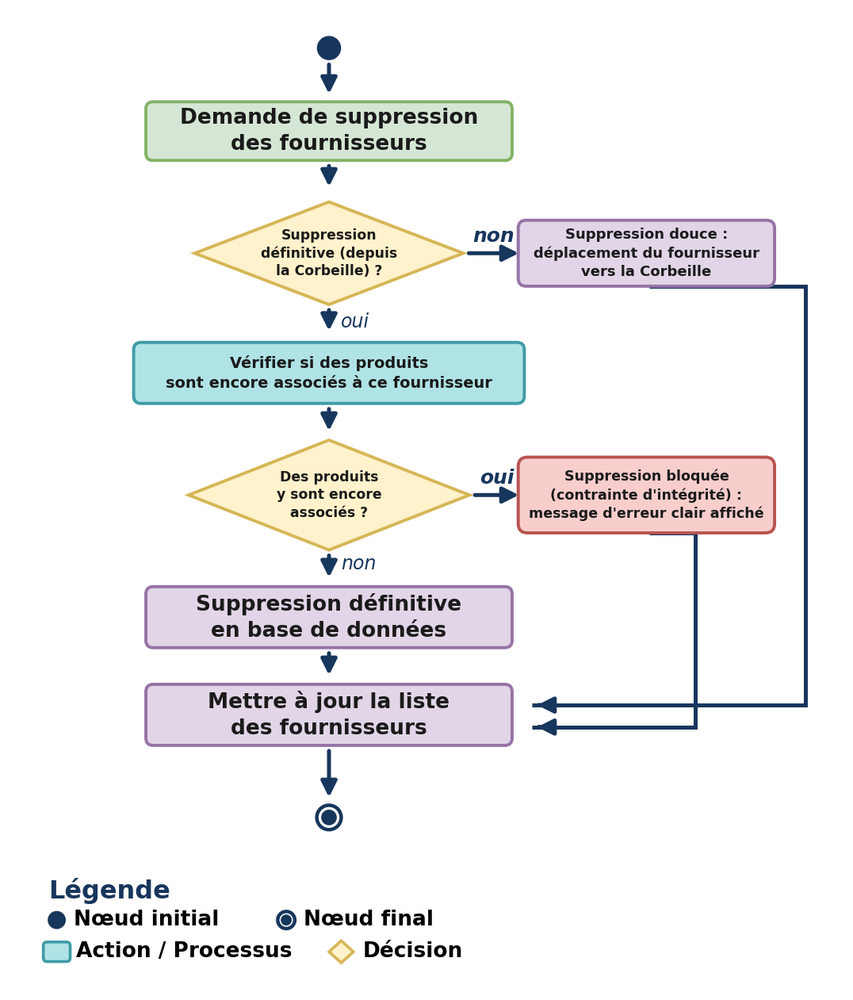 Demande de suppression
des fournisseurs
Suppression
définitive (depuis
la Corbeille) ?
non
Suppression douce :
déplacement du fournisseur
vers la Corbeille
oui
Vérifier si des produits
sont encore associés à ce fournisseur
Des produits
y sont encore
associés ?
oui
Suppression bloquée
(contrainte d'intégrité) :
message d'erreur clair affiché
non
Suppression définitive
en base de données
Mettre à jour la liste
des fournisseurs
Légende
Nœud initial
Nœud final
Action / Processus
Décision